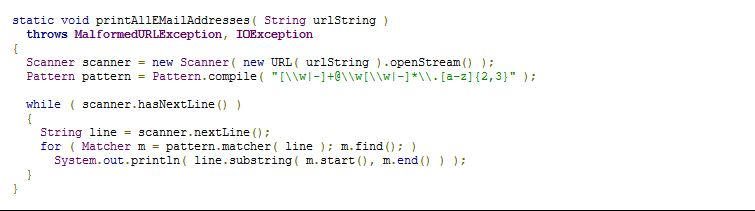 static void printAllEMailAddresses( String urlString )
throws MalformedURLException, IOException
{
Scanner scanner = new Scanner( new URL( urlString ).openStream() );
Pattern pattern = Pattern.compile( "[\\w|-]+@\\w[\\w|-]*\\.[a-z]{2,3}" );
while ( scanner.hasNextLine() )
{
String line = scanner.nextLine();
for ( Matcher m = pattern.matcher( line ); m.find(); )
System.out.println( line.substring( m.start(), m.end() ) );
}
}